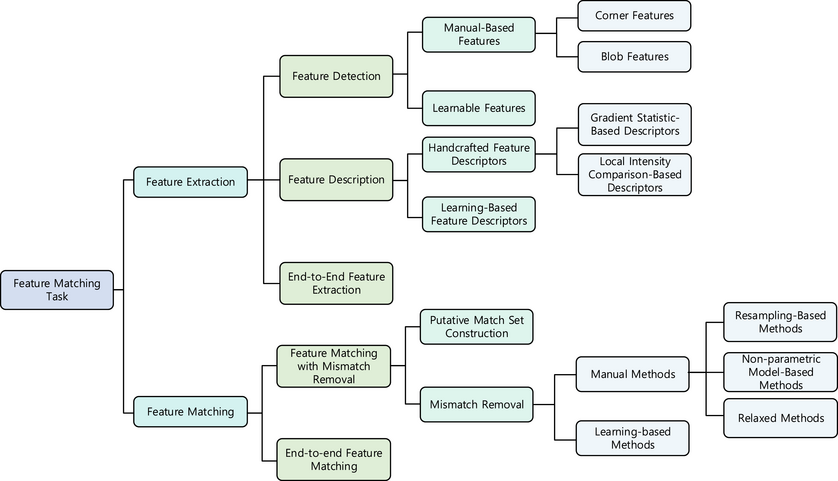 Feature Matching
Task
Feature Extraction
Feature Detection
Manual-Based
Features
Corner Features
Blob Features
Learnable Features
Feature Description
Handcrafted Feature
Descriptors
Gradient Statistic-
Based Descriptors
Local Intensity
Comparison-Based
Descriptors
Learning-Based
Feature Descriptors
End-to-End Feature
Extraction
Feature Matching
Feature Matching
with Mismatch
Removal
Putative Match Set
Construction
Mismatch Removal
Manual Methods
Resampling-Based
Methods
Non-parametric
Model-Based
Methods
Relaxed Methods
Learning-based
Methods
End-to-end Feature
Matching